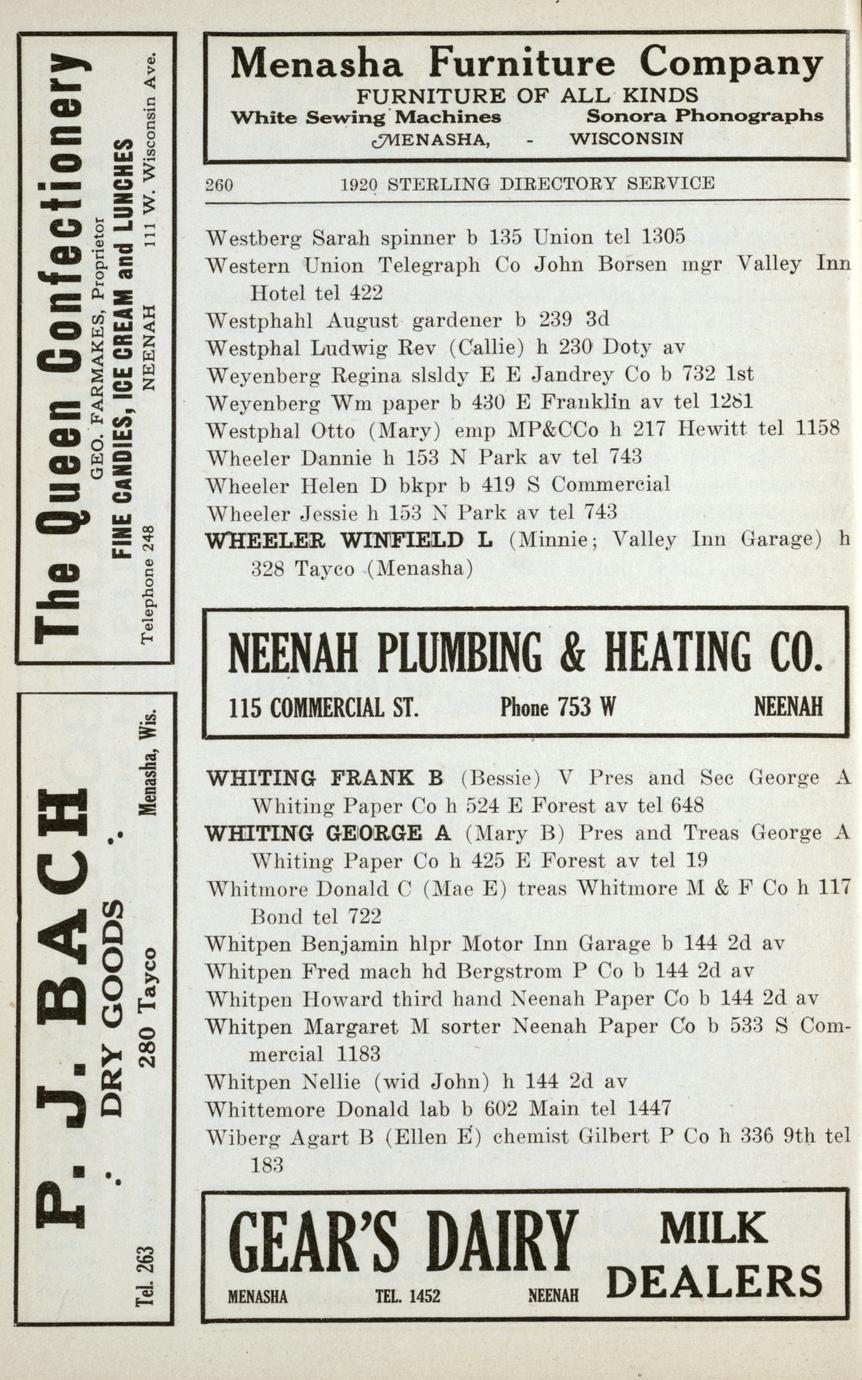 The Queen Confectionery
GEO. FARMAKES, Proprietor
FINE CANDIES, ICE CREAM and LUNCHES
Telephone 248 NEENAH 111 W. Wisconsin Ave.
P. J. BACH
∴ DRY GOODS ∴
Tel. 263 280 Tayco Menasha, Wis.
Menasha Furniture Company
FURNITURE OF ALL KINDS
White Sewing Machines Sonora Phonographs
MENASHA, - WISCONSIN
260 1920 STERLING DIRECTORY SERVICE
Westberg Sarah spinner b 135 Union tel 1305
Western Union Telegraph Co John Borsen mgr Valley Inn
Hotel tel 422
Westphahl August gardener b 239 3d
Westphal Ludwig Rev (Callie) h 230 Doty av
Weyenberg Regina slsldy E E Jandrey Co b 732 1st
Weyenberg Wm paper b 430 E Franklin av tel 1281
Westphal Otto (Mary) emp MP&CCo h 217 Hewitt tel 1158
Wheeler Dannie h 153 N Park av tel 743
Wheeler Helen D bkpr b 419 S Commercial
Wheeler Jessie h 153 N Park av tel 743
WHEELER WINFIELD L (Minnie; Valley Inn Garage) h
328 Tayco (Menasha)
NEENAH PLUMBING & HEATING CO.
115 COMMERCIAL ST. Phone 753 W NEENAH
WHITING FRANK B (Bessie) V Pres and Sec George A
Whiting Paper Co h 524 E Forest av tel 648
WHITING GEORGE A (Mary B) Pres and Treas George A
Whiting Paper Co h 425 E Forest av tel 19
Whitmore Donald C (Mae E) treas Whitmore M & F Co h 117
Bond tel 722
Whitpen Benjamin hlpr Motor Inn Garage b 144 2d av
Whitpen Fred mach hd Bergstrom P Co b 144 2d av
Whitpen Howard third hand Neenah Paper Co b 144 2d av
Whitpen Margaret M sorter Neenah Paper Co b 533 S Com-
mercial 1183
Whitpen Nellie (wid John) h 144 2d av
Whittemore Donald lab b 602 Main tel 1447
Wiberg Agart B (Ellen E) chemist Gilbert P Co h 336 9th tel
183
GEAR'S DAIRY MILK
DEALERS
MENASHA TEL. 1452 NEENAH